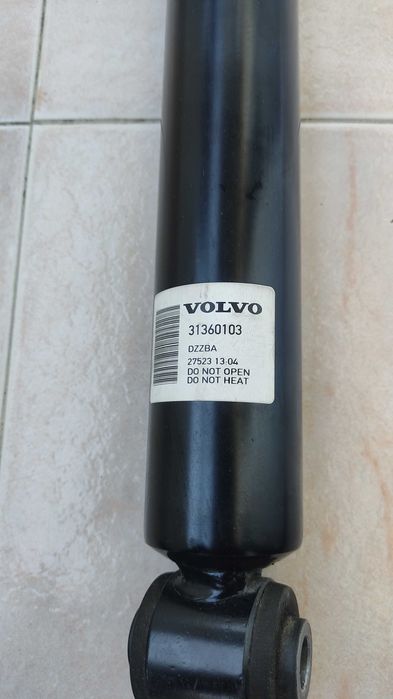 VOLVO
31360103
DZZBA
27523 13:04
DO NOT OPEN
DO NOT HEAT